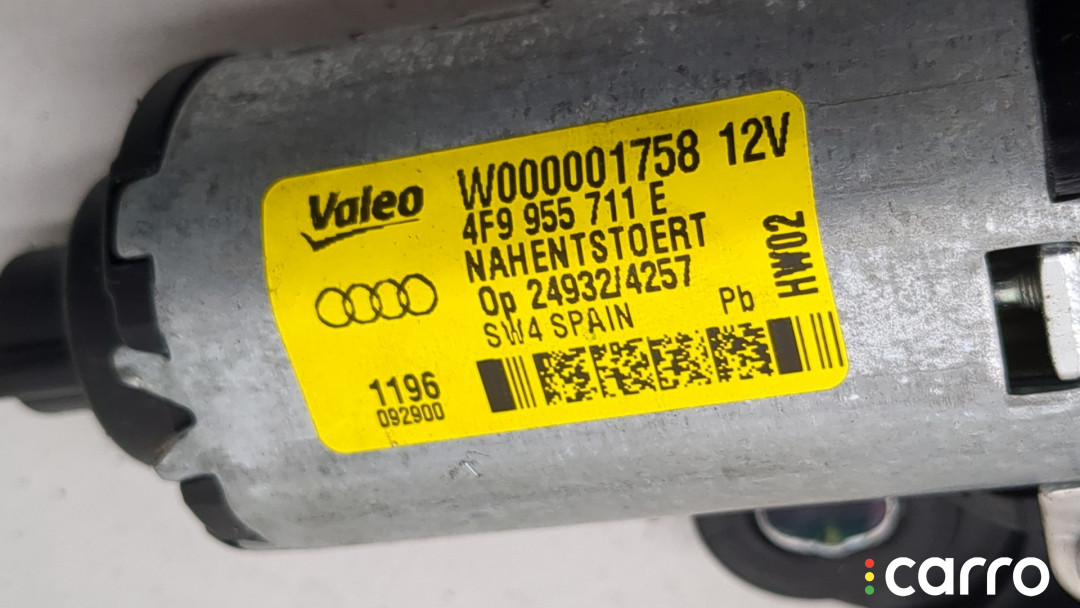 Valeo
W000001758 12V
4F9 955 711 E
NAHENTSTOERT
Op 24932/4257
SW4 SPAIN
Pb
HW02
1196
092900
carro